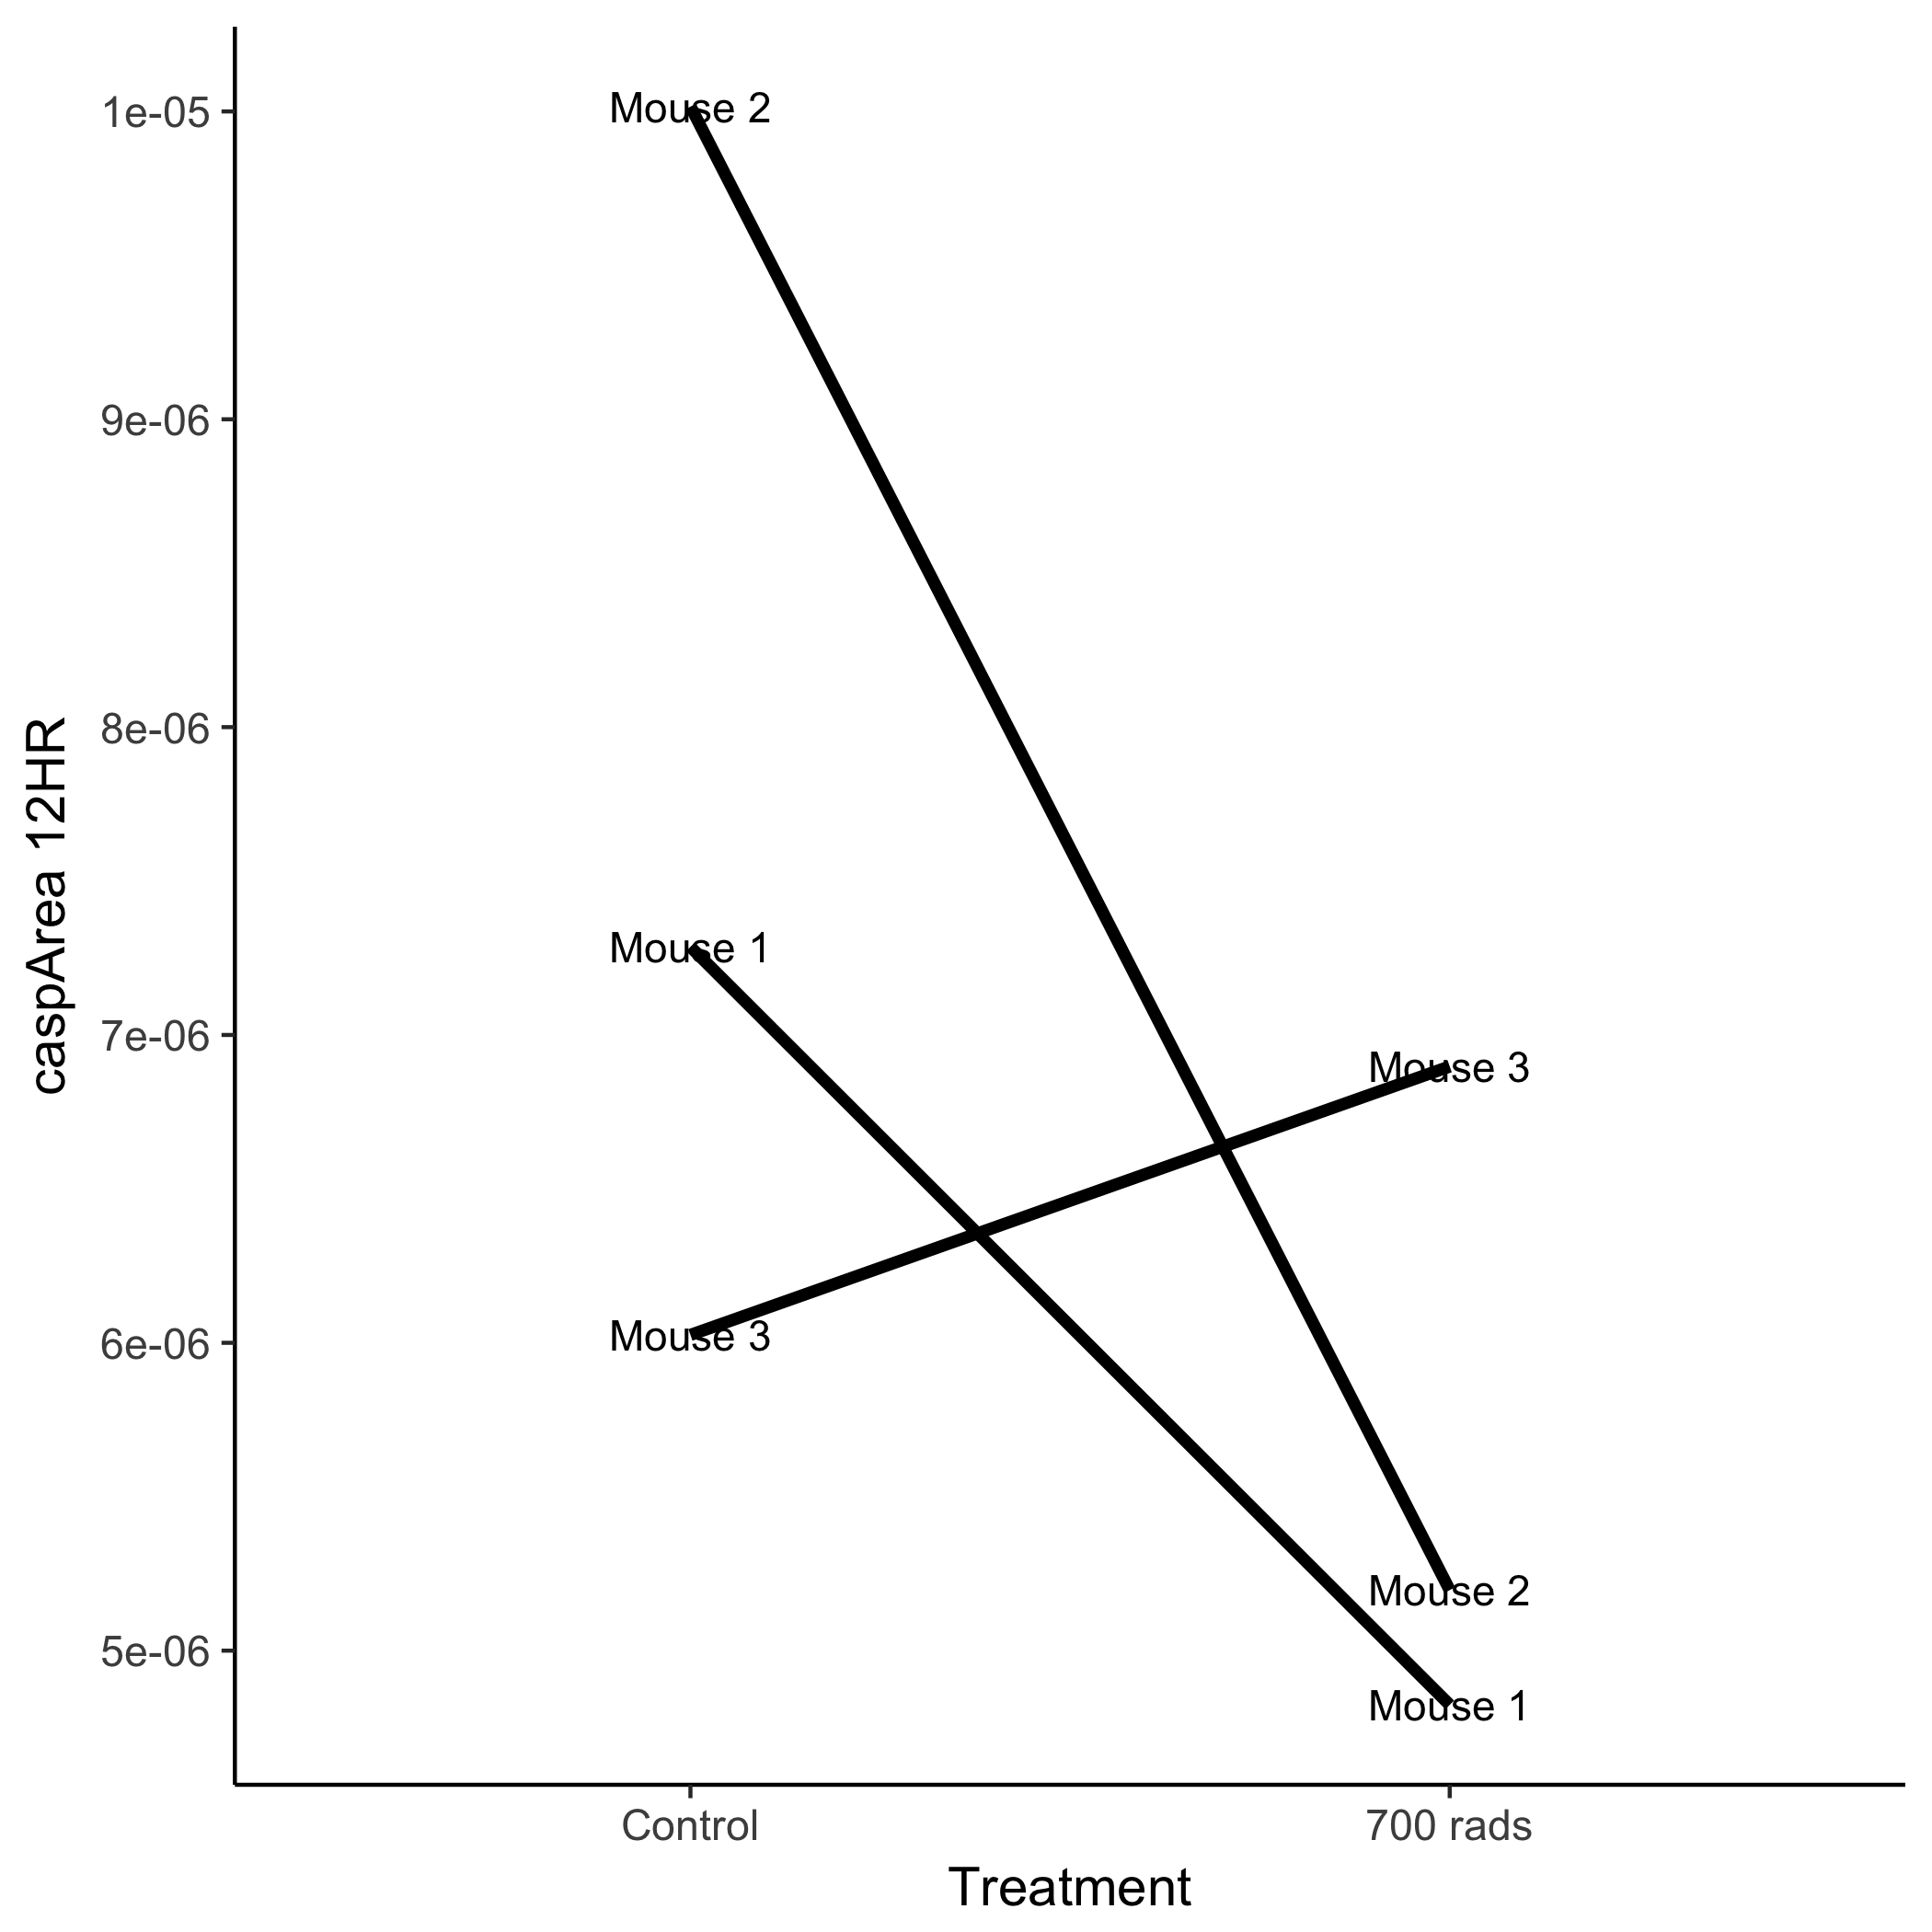 1e-05
9e-06
8e-06
7e-06
6e-06
5e-06
caspArea 12HR
Mouse 2
Mouse 1
Mouse 3
Mouse 3
Mouse 2
Mouse 1
Control
700 rads
Treatment